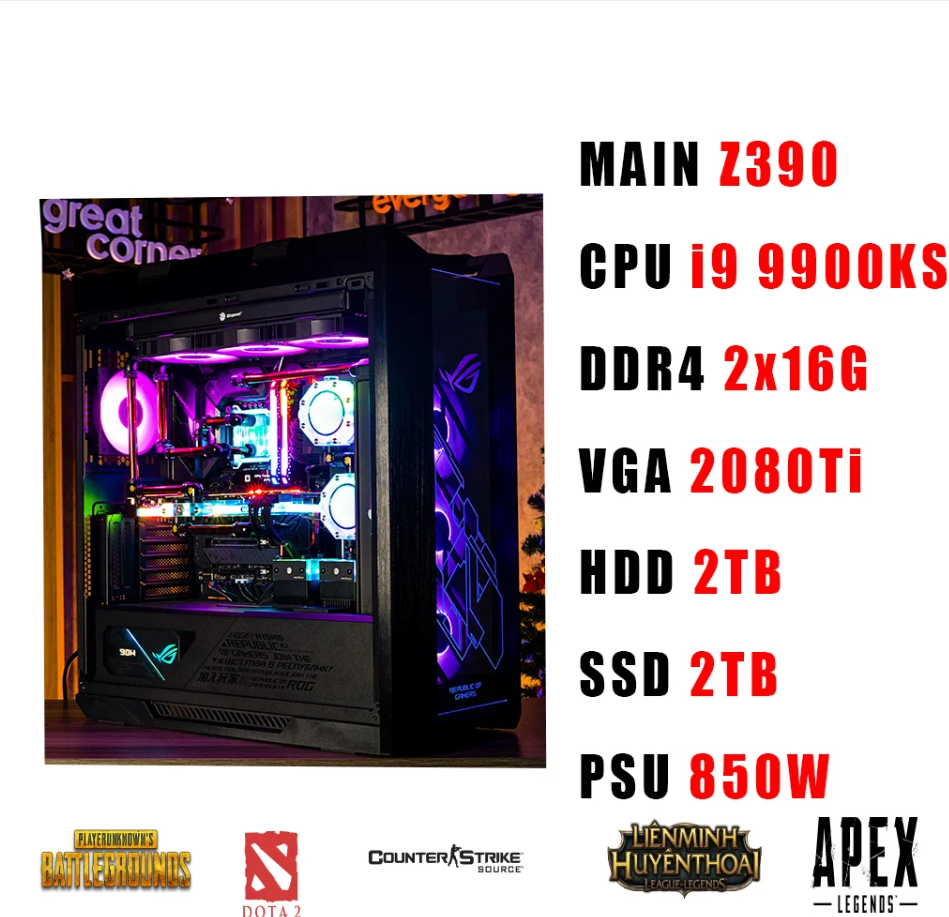 MAIN Z390
CPU i9 9900KS
DDR4 2x16G
VGA 2080Ti
HDD 2TB
SSD 2TB
PSU 850W
great
corner
90W
REPUBLIC OF
GAMERS
PLAYERUNKNOWN'S
BATTLEGROUNDS
DOTA 2
COUNTER STRIKE
SOURCE
LIÊN MINH
HUYỀN THOẠI
LEAGUE OF LEGENDS
APEX
LEGENDS